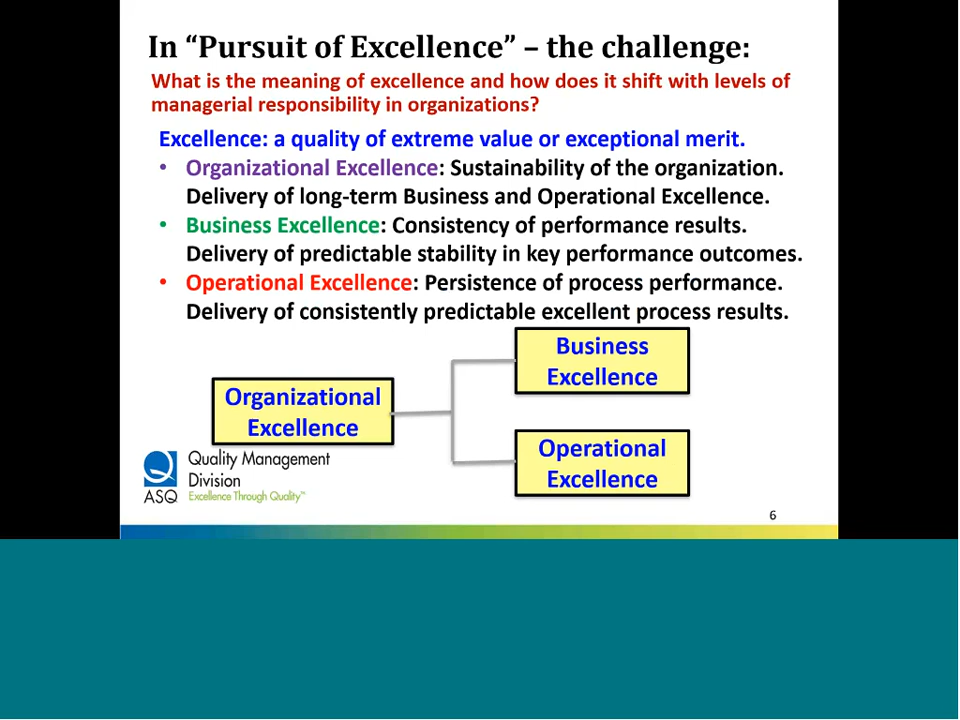 In “Pursuit of Excellence” – the challenge:
What is the meaning of excellence and how does it shift with levels of
managerial responsibility in organizations?
Excellence: a quality of extreme value or exceptional merit.
• Organizational Excellence: Sustainability of the organization.
Delivery of long-term Business and Operational Excellence.
• Business Excellence: Consistency of performance results.
Delivery of predictable stability in key performance outcomes.
• Operational Excellence: Persistence of process performance.
Delivery of consistently predictable excellent process results.
Business
Excellence
Organizational
Excellence
Operational
Excellence
Quality Management
Division
ASQ Excellence Through Quality™
6